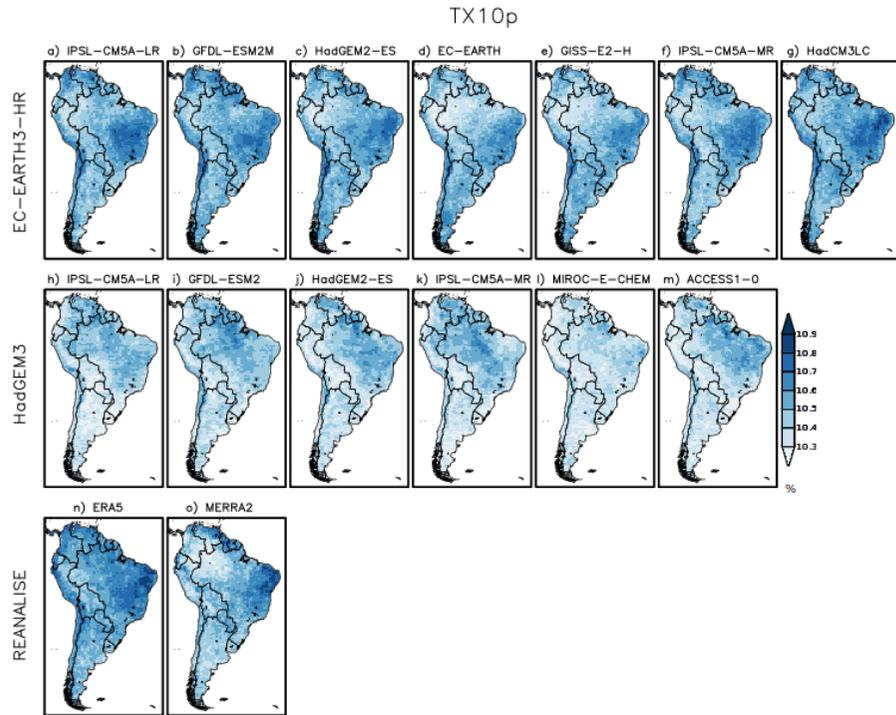 TX10p
a) IPSL-CM5A-LR
b) GFDL-ESM2M
c) HadGEM2-ES
d) EC-EARTH
e) GISS-E2-H
f) IPSL-CM5A-MR
g) HadCM3LC
EC-EARTH3-HR
h) IPSL-CM5A-LR
i) GFDL-ESM2
j) HadGEM2-ES
k) IPSL-CM5A-MR
l) MIROC-E-CHEM
m) ACCESS1-0
HadGEM3
10.9
10.8
10.7
10.6
10.5
10.4
10.3
%
n) ERA5
o) MERRA2
REANALISE